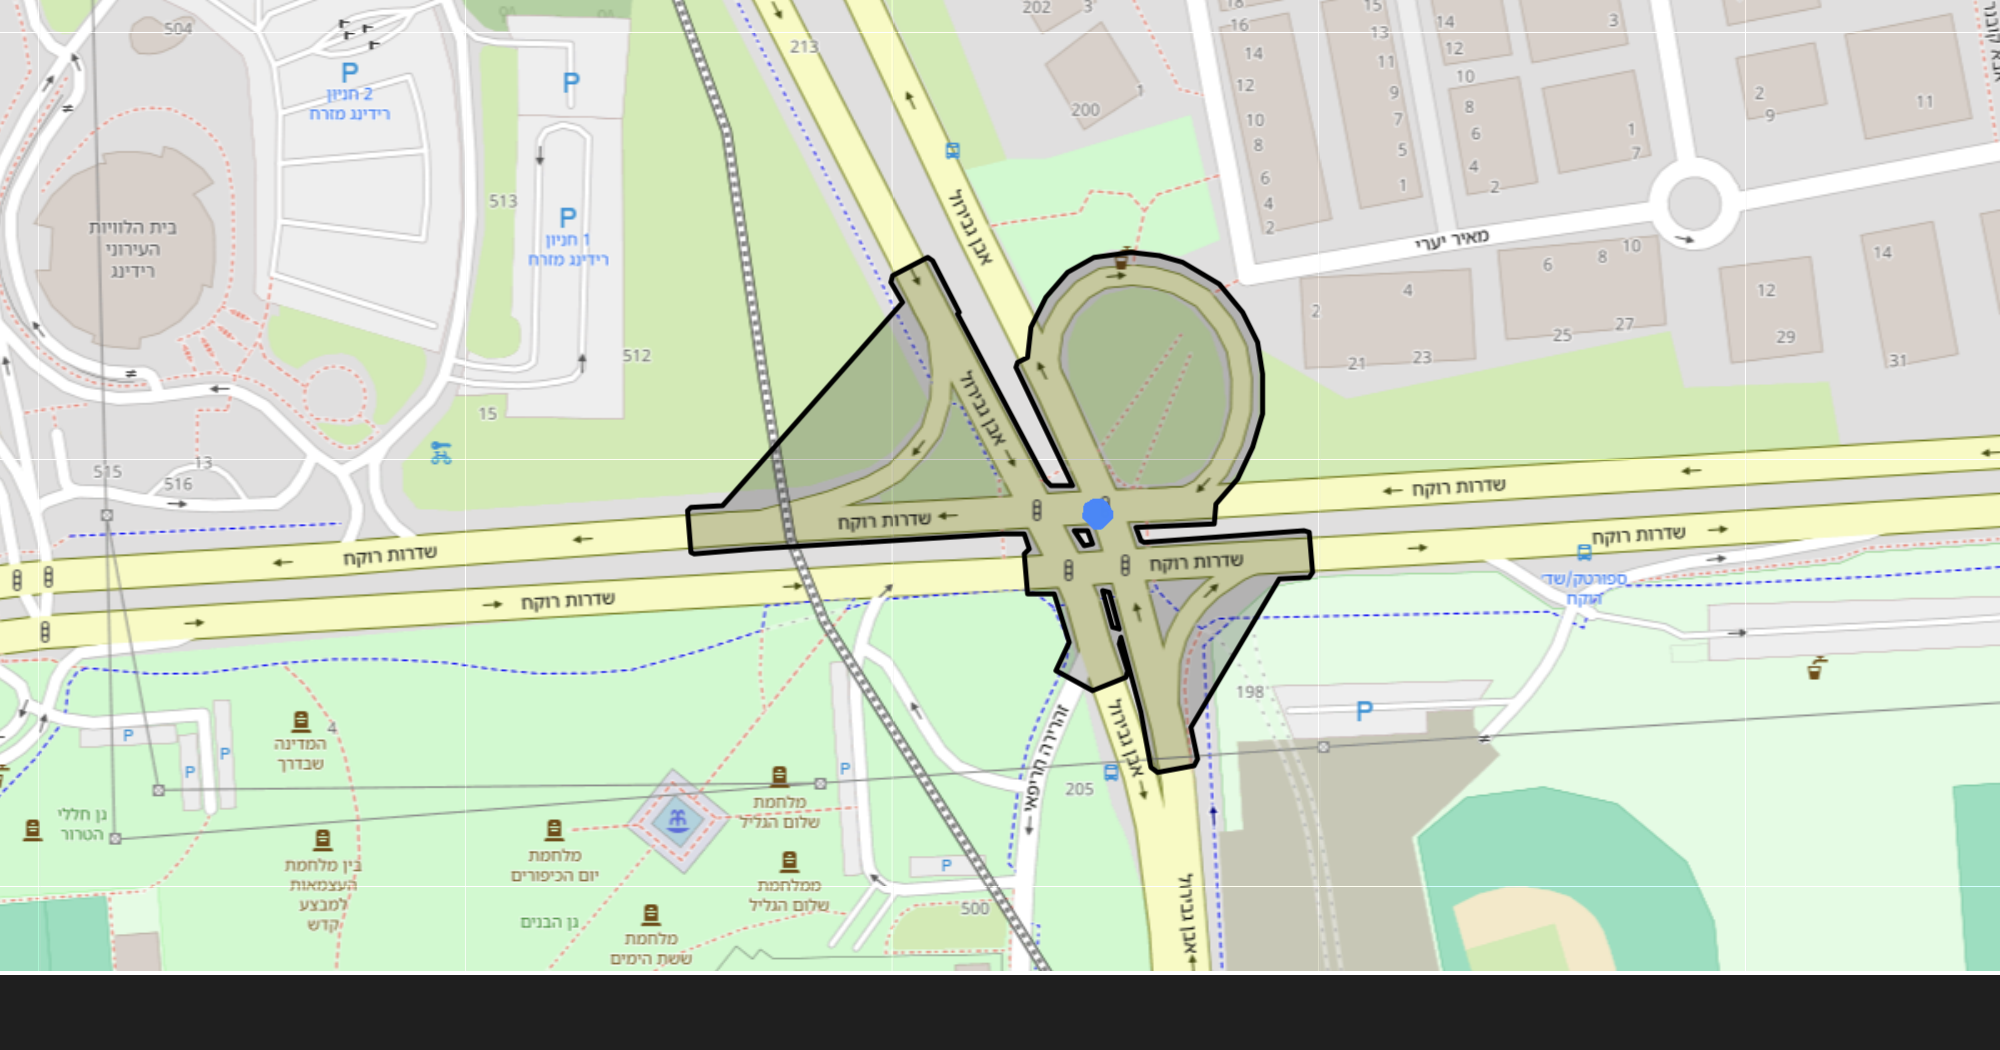 504
P
חניון 2
רידינג מזרח
P
213
202
3
200
1
18
16
14
12
10
8
6
4
2
15
13
11
9
7
5
1
14
12
10
8
6
4
2
3
1
7
2
9
11
אבן גבירול
בית הלוויות
העירוני
רידינג
513
P
חניון 1
רידינג מזרח
512
15
מאיר יערי
2
4
21
23
6
8
10
25
27
12
29
14
31
515
13
516
אבן גבירול
שדרות רוקח
שדרות רוקח
שדרות רוקח
שדרות רוקח
שדרות רוקח
שדרות רוקח
ספורטק/שד'
רוקח
198
P
זהרירה חריפאי
אבן גבירול
205
4
המדינה
שבדרך
P
P
P
P
גן חללי
הטרור
בין מלחמת
העצמאות
למבצע
קדש
מלחמת
יום הכיפורים
מלחמת
שלום הגליל
ממלחמת
שלום הגליל
P
500
גן הבנים
מלחמת
ששת הימים
אבן גבירול